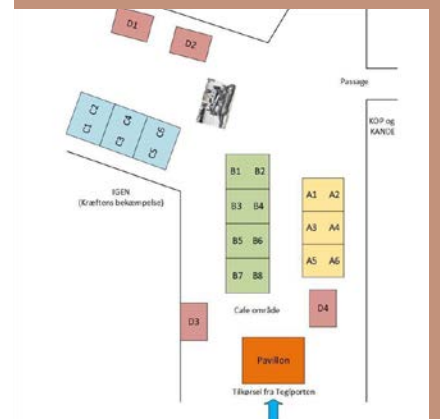 D1
D2
Passage
C2 C4 C6
C1 C3 C5
KOP og
KANDE
B1 B2
A1 A2
IGEN
(Kræftens bekæmpelse)
B3 B4
A3 A4
B5 B6
A5 A6
B7 B8
Cafe område
D4
D3
Pavillon
Tilkørsel fra Teglporten